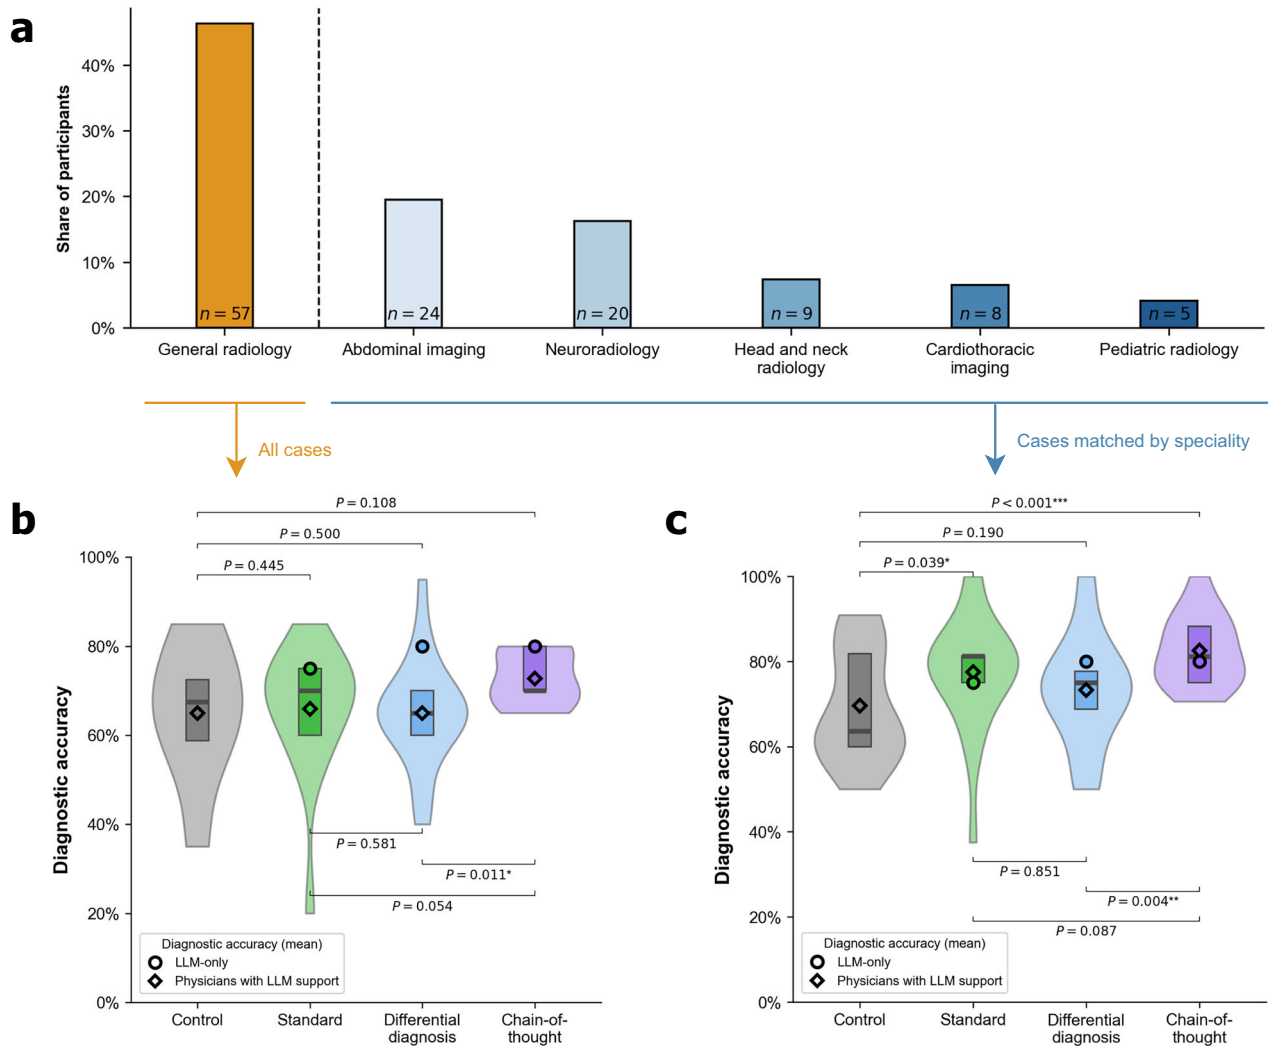 a
Share of participants
40%
30%
20%
10%
0%
n = 57
n = 24
n = 20
n = 9
n = 8
n = 5
General radiology
Abdominal imaging
Neuroradiology
Head and neck
radiology
Cardiothoracic
imaging
Pediatric radiology
All cases
Cases matched by speciality
b
P = 0.108
P = 0.500
P = 0.445
Diagnostic accuracy
100%
80%
60%
40%
20%
0%
P = 0.581
P = 0.011*
P = 0.054
Diagnostic accuracy (mean)
LLM-only
Physicians with LLM support
Control
Standard
Differential
diagnosis
Chain-of-
thought
c
P < 0.001***
P = 0.190
P = 0.039*
Diagnostic accuracy
100%
80%
60%
40%
20%
0%
P = 0.851
P = 0.004**
P = 0.087
Diagnostic accuracy (mean)
LLM-only
Physicians with LLM support
Control
Standard
Differential
diagnosis
Chain-of-
thought